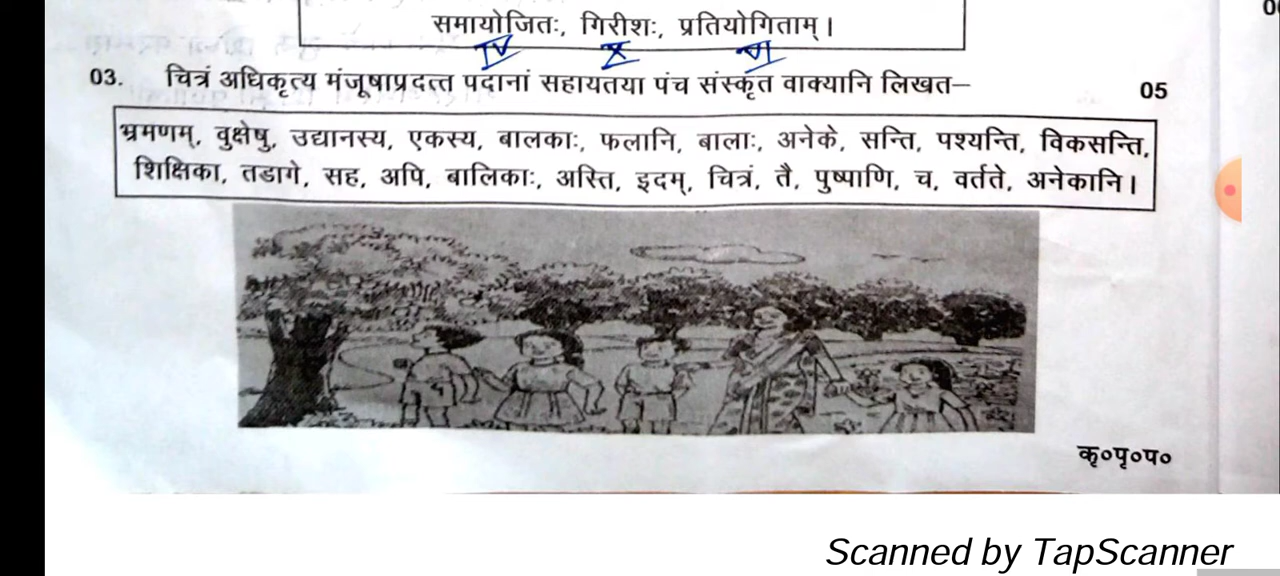 समायोजितः, गिरीशः, प्रतियोगिताम्।
IV X VI
03. चित्रं अधिकृत्य मंजूषाप्रदत्त पदानां सहायतया पंच संस्कृत वाक्यानि लिखत– 05
भ्रमणम्, वुक्षेषु, उद्यानस्य, एकस्य, बालकाः, फलानि, बालाः, अनेके, सन्ति, पश्यन्ति, विकसन्ति,
शिक्षिका, तडागे, सह, अपि, बालिकाः, अस्ति, इदम्, चित्रं, तै, पुष्पाणि, च, वर्तते, अनेकानि।
कृ०पृ०प०
Scanned by TapScanner